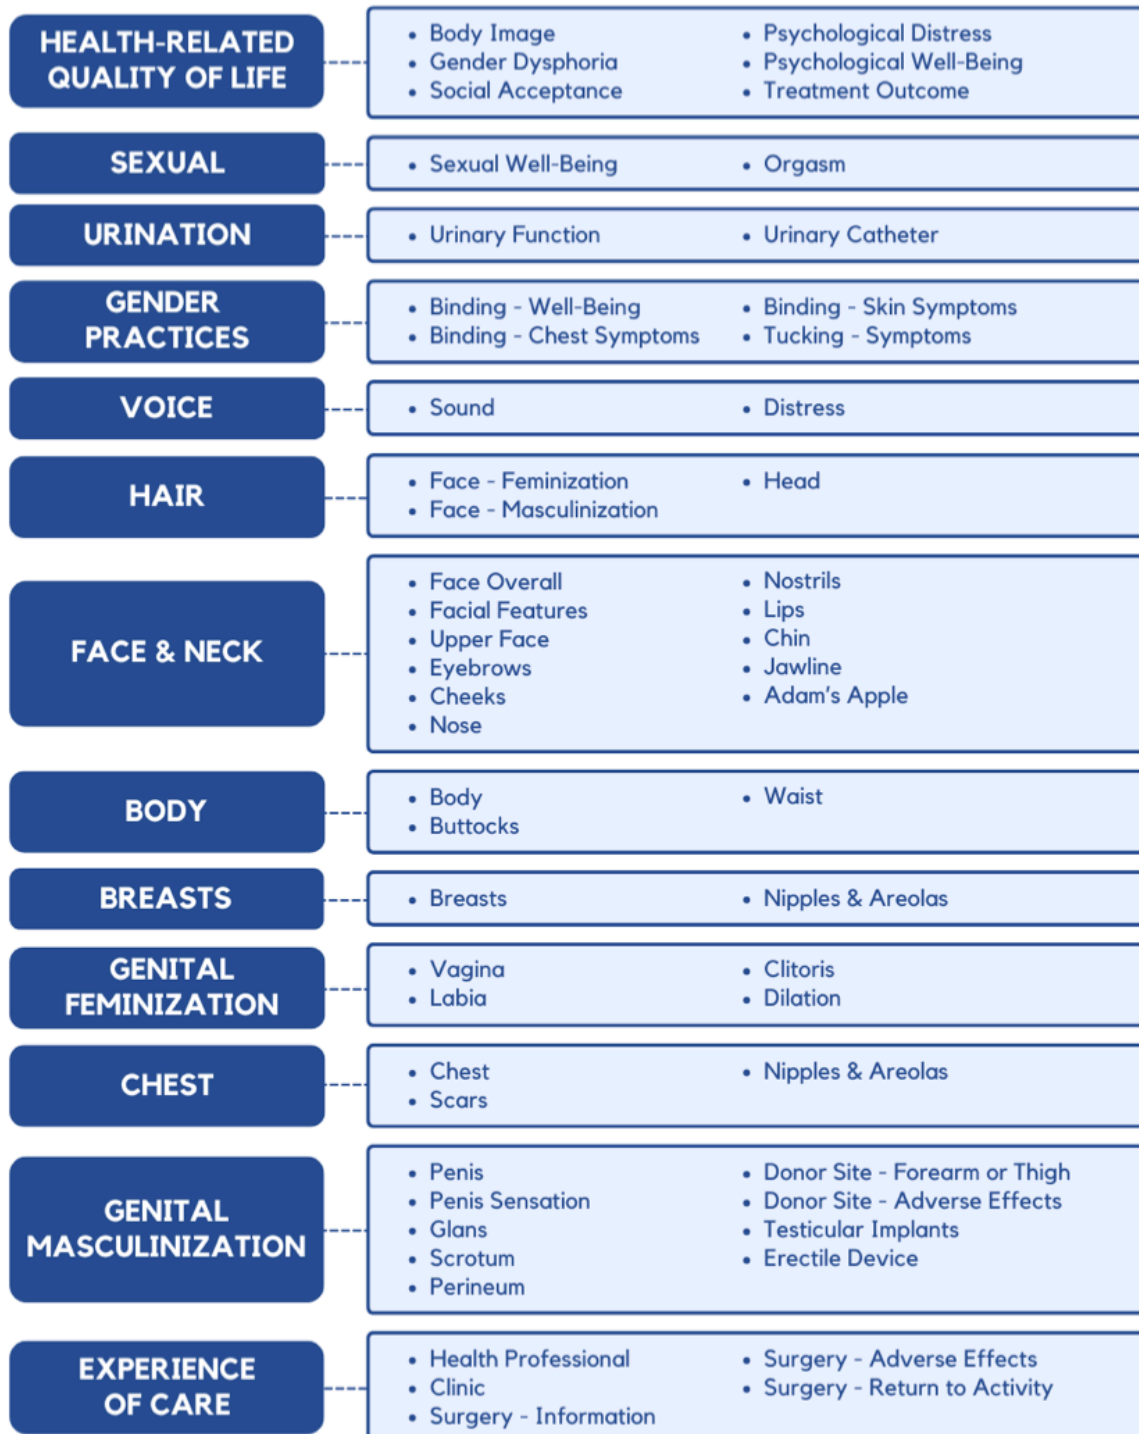 HEALTH-RELATED
QUALITY OF LIFE
• Body Image
• Gender Dysphoria
• Social Acceptance
• Psychological Distress
• Psychological Well-Being
• Treatment Outcome
SEXUAL
• Sexual Well-Being
• Orgasm
URINATION
• Urinary Function
• Urinary Catheter
GENDER
PRACTICES
• Binding - Well-Being
• Binding - Chest Symptoms
• Binding - Skin Symptoms
• Tucking - Symptoms
VOICE
• Sound
• Distress
HAIR
• Face - Feminization
• Face - Masculinization
• Head
FACE & NECK
• Face Overall
• Facial Features
• Upper Face
• Eyebrows
• Cheeks
• Nose
• Nostrils
• Lips
• Chin
• Jawline
• Adam's Apple
BODY
• Body
• Buttocks
• Waist
BREASTS
• Breasts
• Nipples & Areolas
GENITAL
FEMINIZATION
• Vagina
• Labia
• Clitoris
• Dilation
CHEST
• Chest
• Scars
• Nipples & Areolas
GENITAL
MASCULINIZATION
• Penis
• Penis Sensation
• Glans
• Scrotum
• Perineum
• Donor Site - Forearm or Thigh
• Donor Site - Adverse Effects
• Testicular Implants
• Erectile Device
EXPERIENCE
OF CARE
• Health Professional
• Clinic
• Surgery - Information
• Surgery - Adverse Effects
• Surgery - Return to Activity